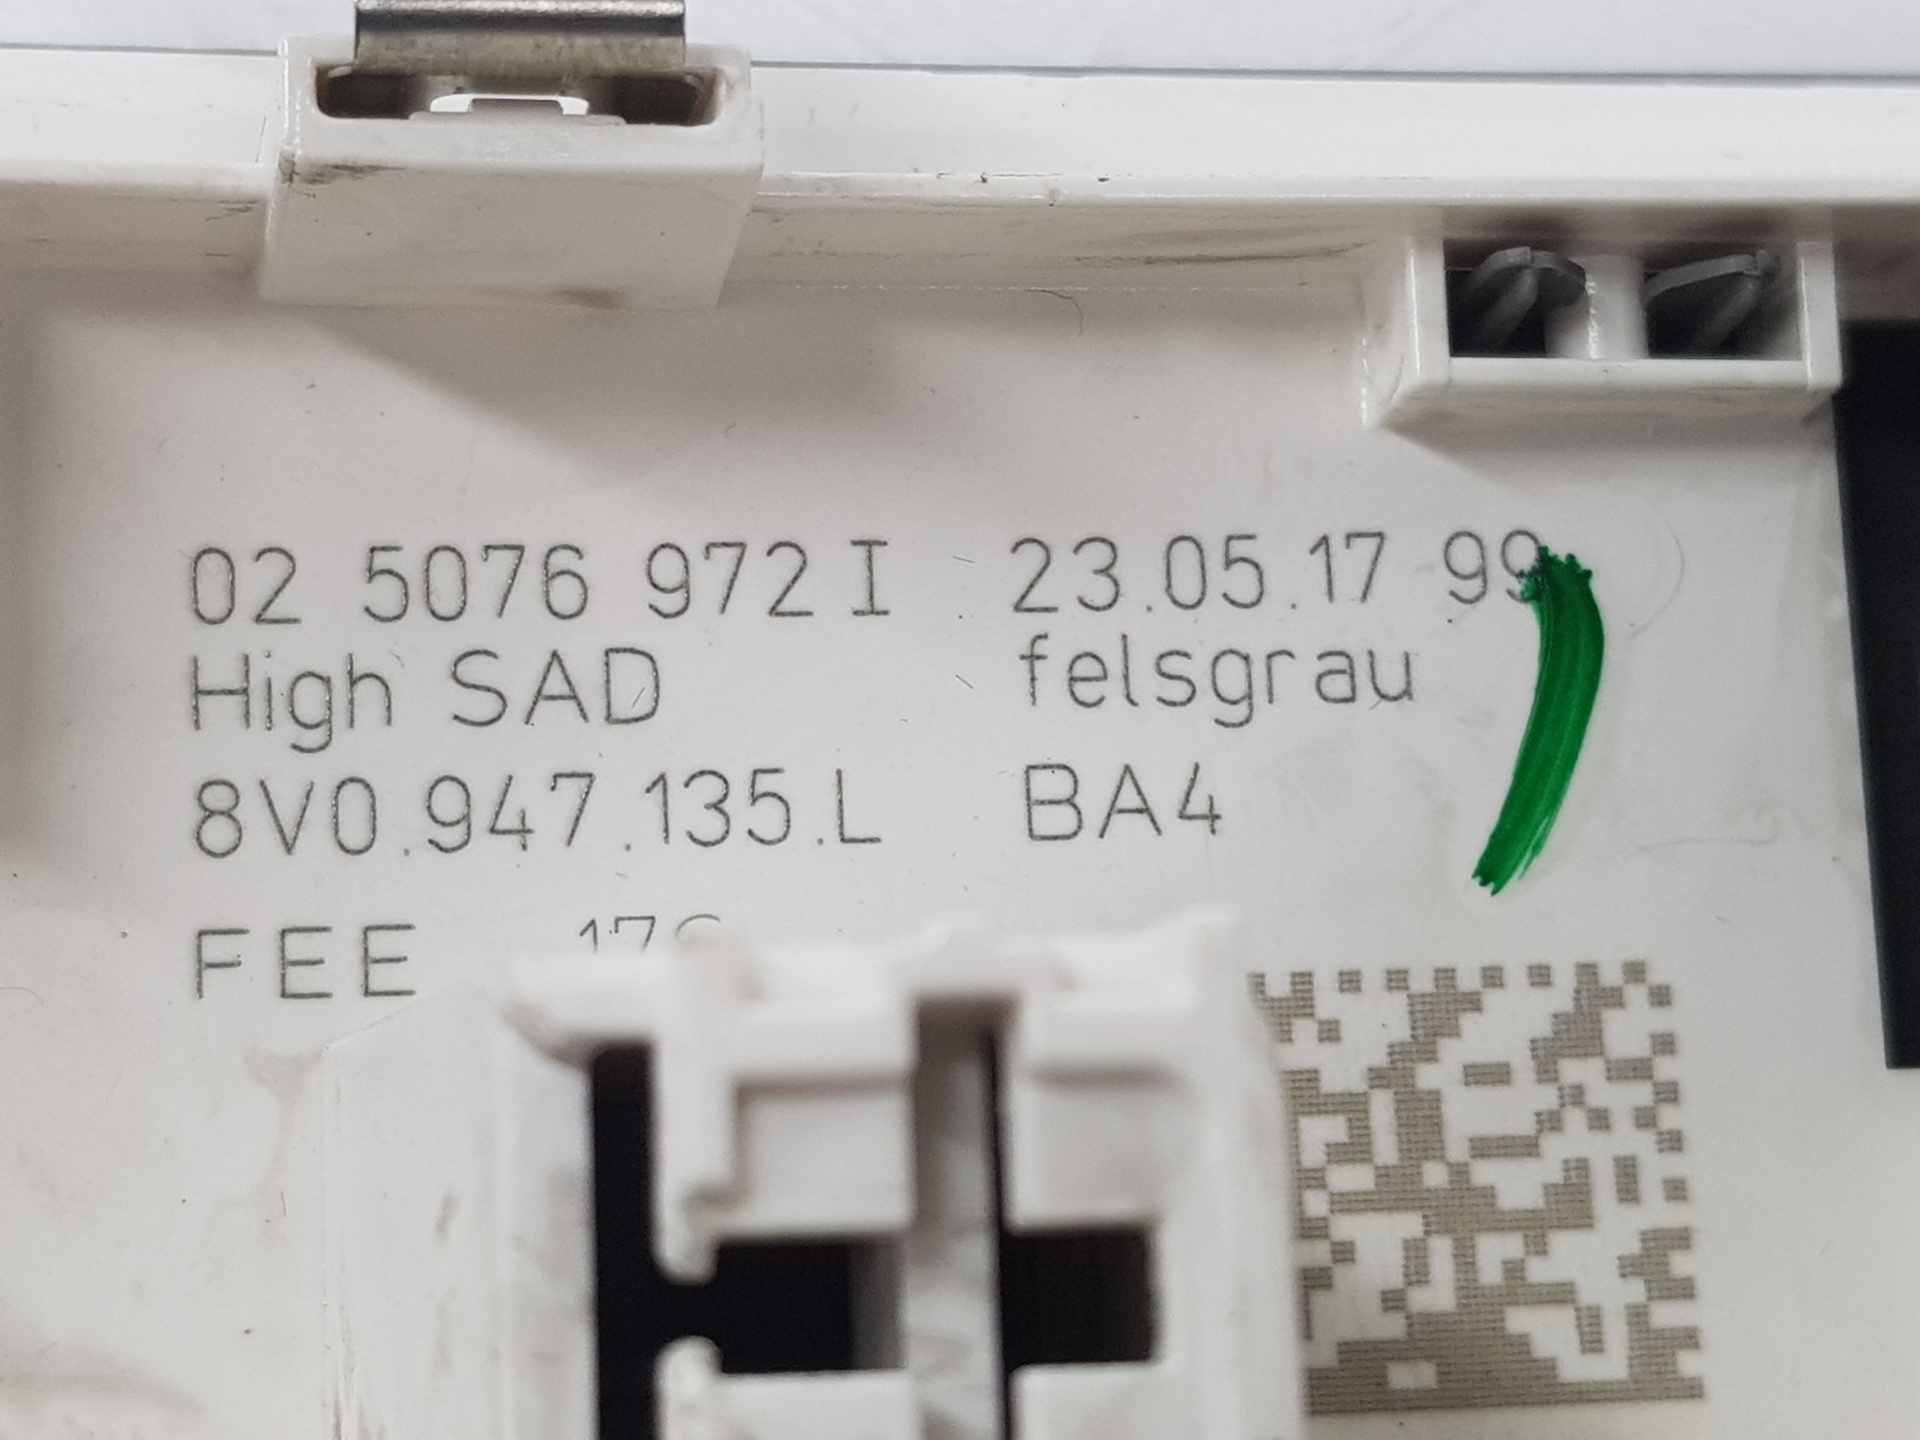 02 5076 972 I 23.05.17 99
High SAD felsgrau
8V0.947.135.L BA4
FEE